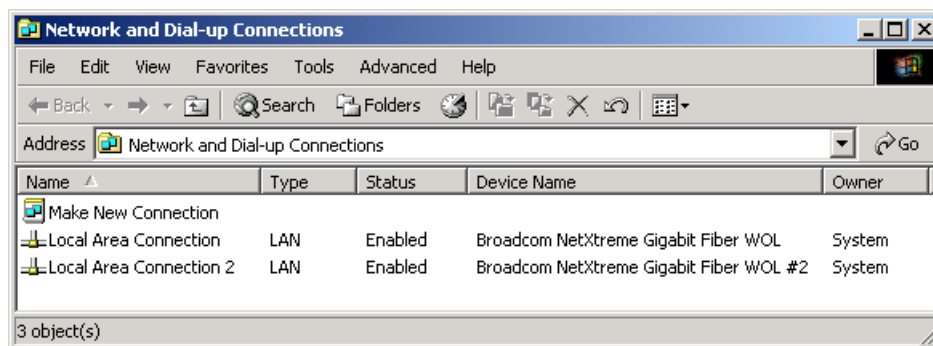 Network and Dial-up Connections
File Edit View Favorites Tools Advanced Help
Back Search Folders
Address Network and Dial-up Connections Go
Name Type Status Device Name Owner
Make New Connection
Local Area Connection LAN Enabled Broadcom NetXtreme Gigabit Fiber WOL System
Local Area Connection 2 LAN Enabled Broadcom NetXtreme Gigabit Fiber WOL #2 System
3 object(s)